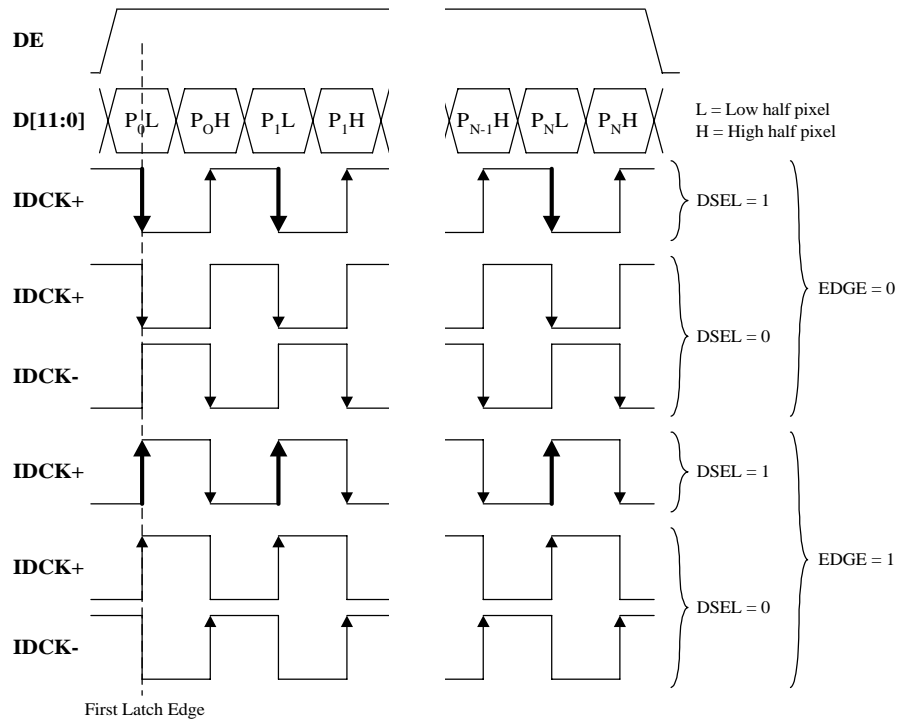 DE
D[11:0]
P0L P0H P1L P1H PN-1H PNL PNH
L = Low half pixel
H = High half pixel
IDCK+
DSEL = 1
IDCK+
EDGE = 0
DSEL = 0
IDCK-
IDCK+
DSEL = 1
IDCK+
EDGE = 1
DSEL = 0
IDCK-
First Latch Edge